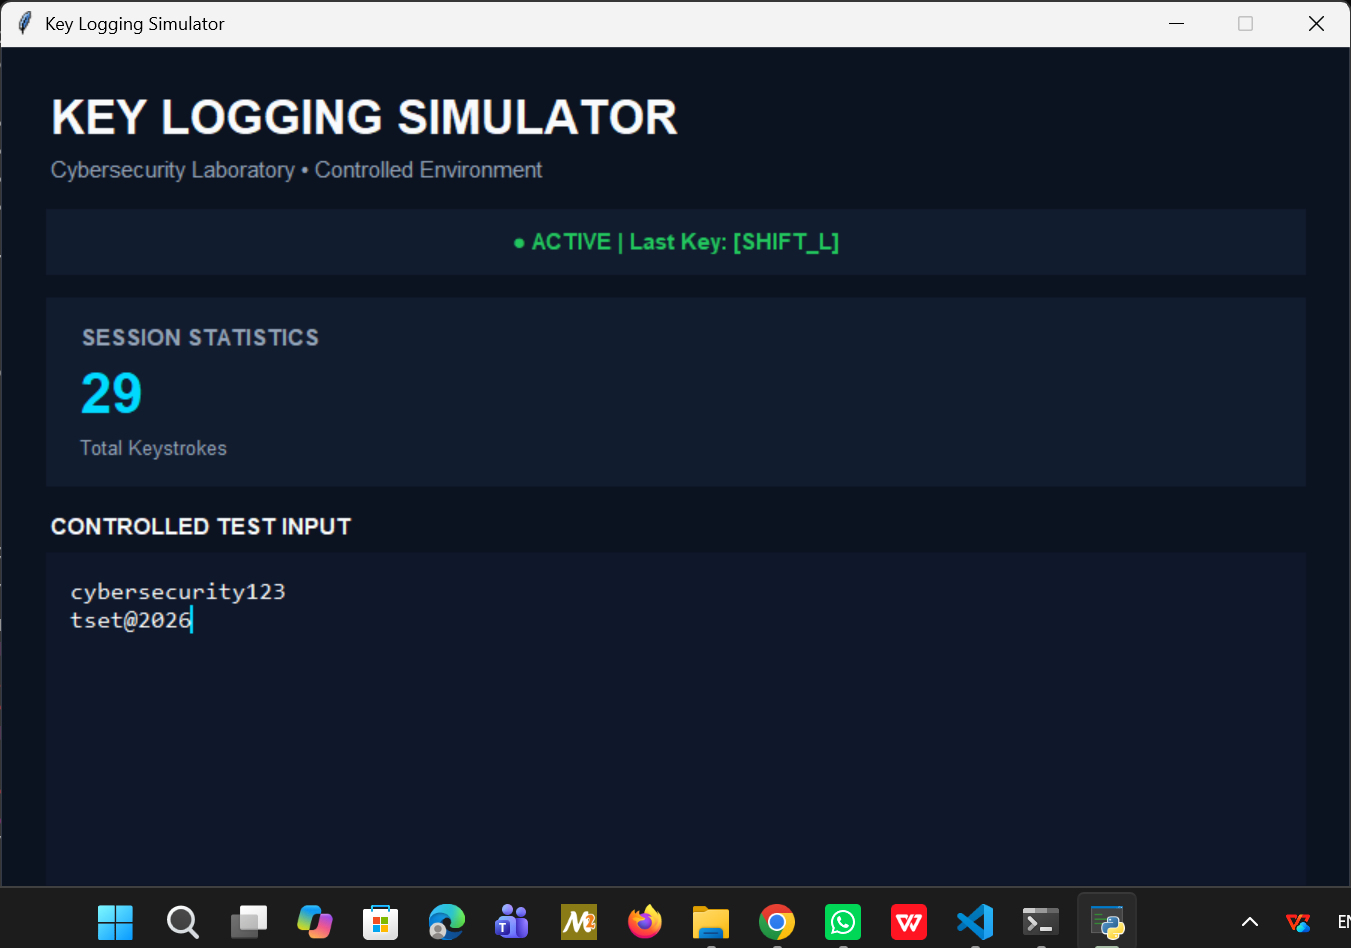 Key Logging Simulator
KEY LOGGING SIMULATOR
Cybersecurity Laboratory • Controlled Environment
● ACTIVE | Last Key: [SHIFT_L]
SESSION STATISTICS
29
Total Keystrokes
CONTROLLED TEST INPUT
cybersecurity123
tset@2026